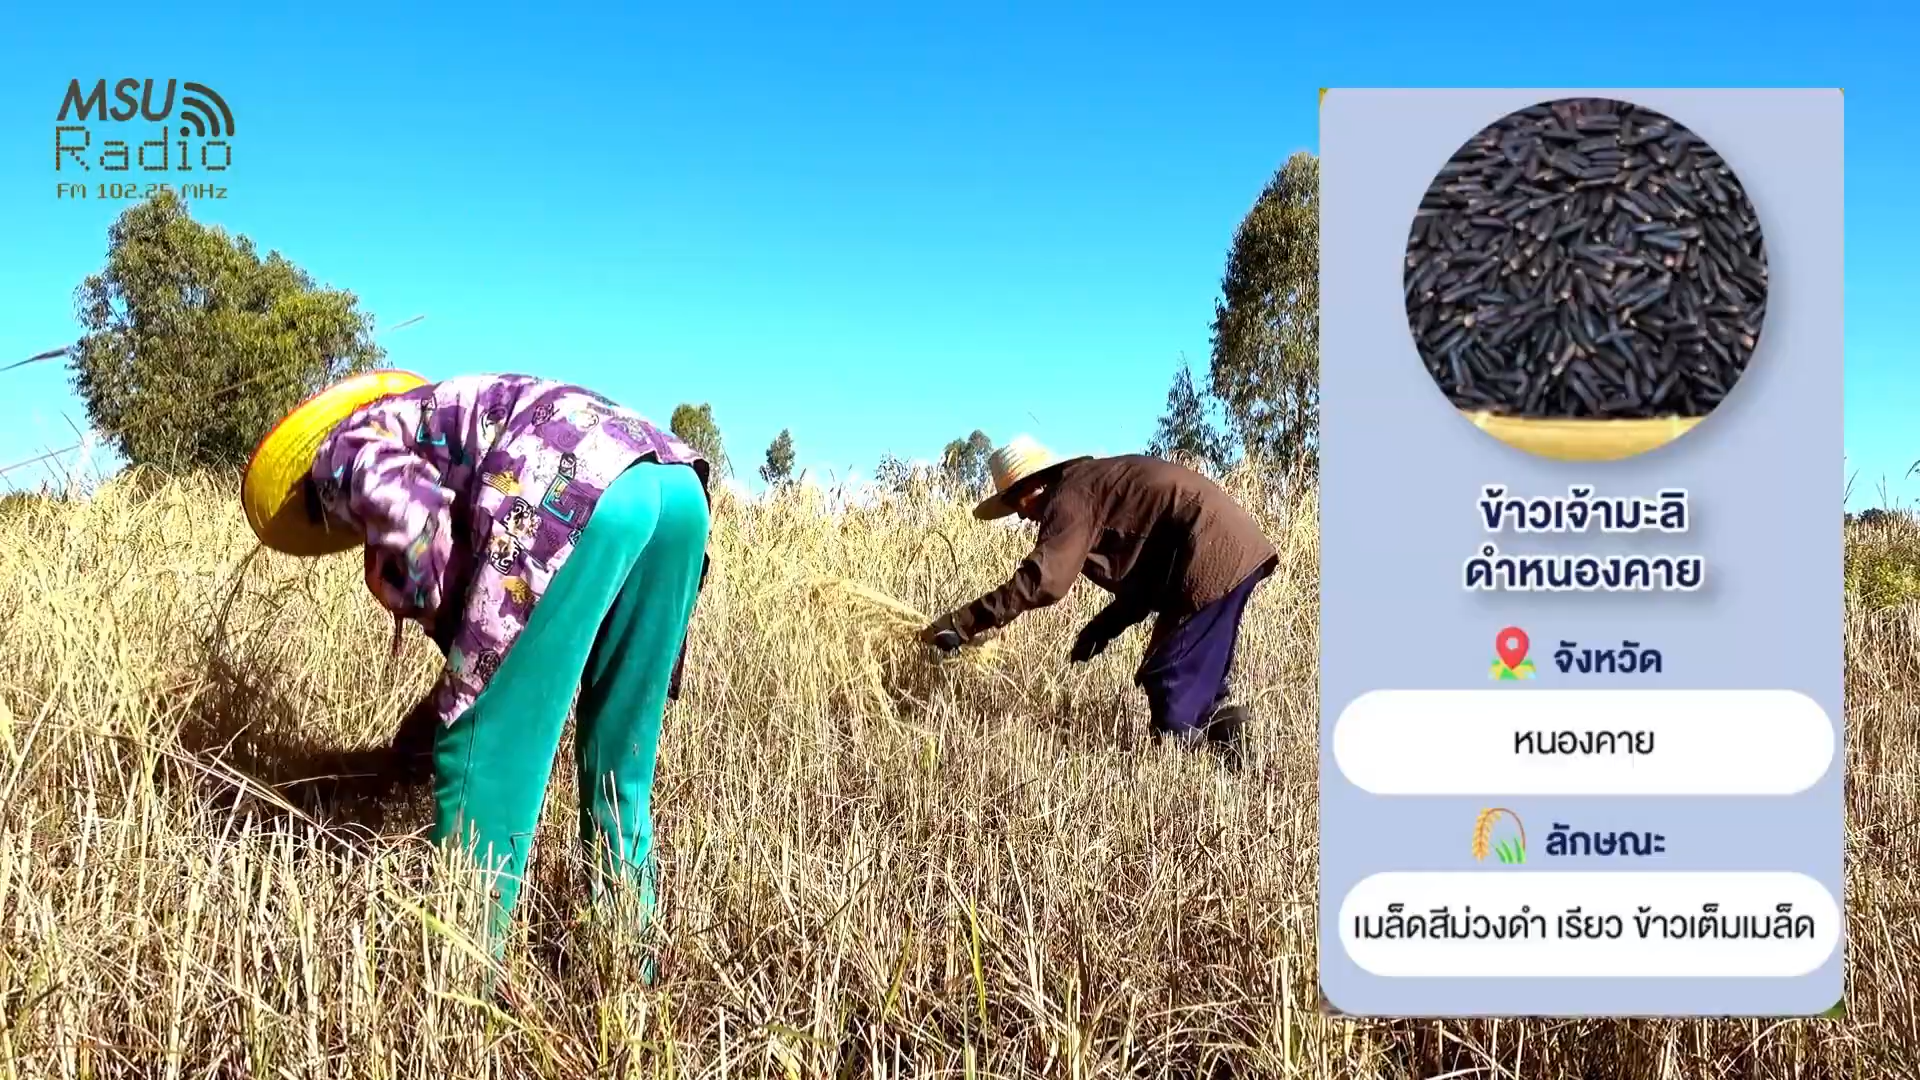 MSU
Radio
FM 102.25 MHz
ข้าวเจ้ามะลิ
ดำหนองคาย
จังหวัด
หนองคาย
ลักษณะ
เมล็ดสีม่วงดำ เรียว ข้าวเต็มเมล็ด